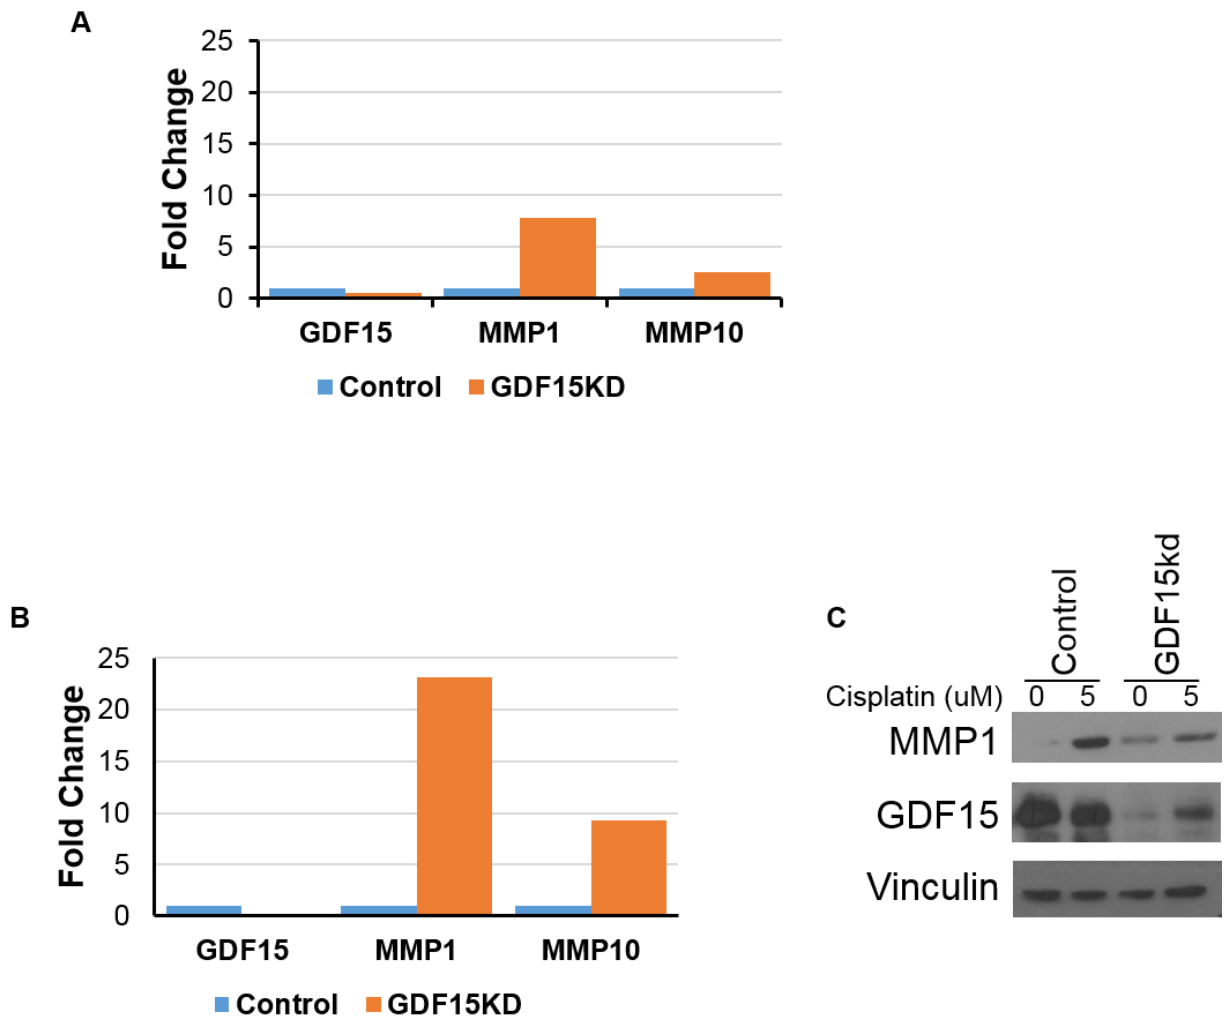 A
25
20
15
10
5
0
Fold Change
GDF15 MMP1 MMP10
Control GDF15KD
B
25
20
15
10
5
0
Fold Change
GDF15 MMP1 MMP10
Control GDF15KD
C
Control GDF15kd
Cisplatin (uM) 0 5 0 5
MMP1
GDF15
Vinculin